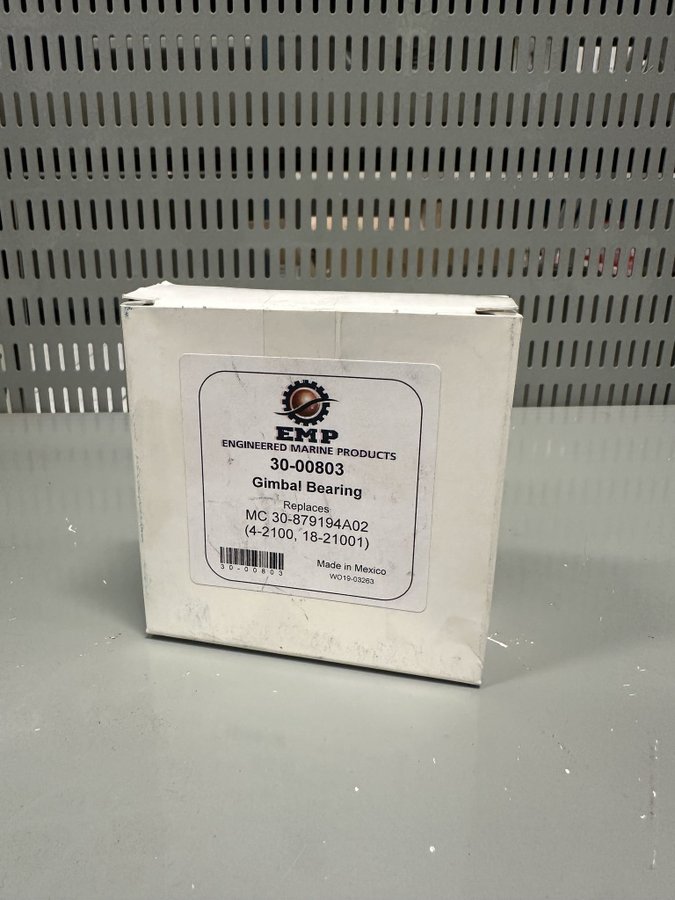 EMP
ENGINEERED MARINE PRODUCTS
30-00803
Gimbal Bearing
Replaces
MC 30-879194A02
(4-2100, 18-21001)
30-00803
Made in Mexico
WO19-03263